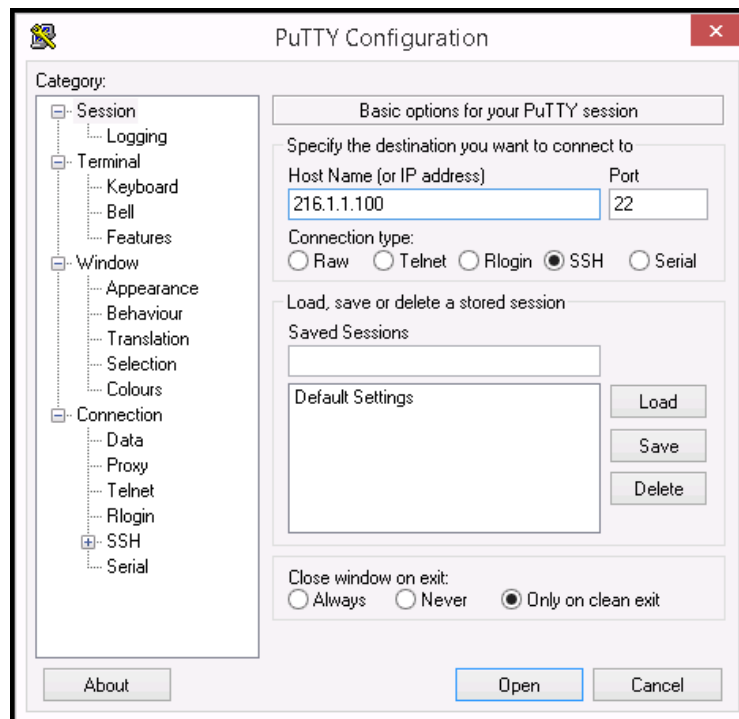 PuTTY Configuration
Category:
Session
Logging
Terminal
Keyboard
Bell
Features
Window
Appearance
Behaviour
Translation
Selection
Colours
Connection
Data
Proxy
Telnet
Rlogin
SSH
Serial
Basic options for your PuTTY session
Specify the destination you want to connect to
Host Name (or IP address) Port
216.1.1.100 22
Connection type:
Raw Telnet Rlogin SSH Serial
Load, save or delete a stored session
Saved Sessions
Default Settings
Load
Save
Delete
Close window on exit:
Always Never Only on clean exit
About Open Cancel